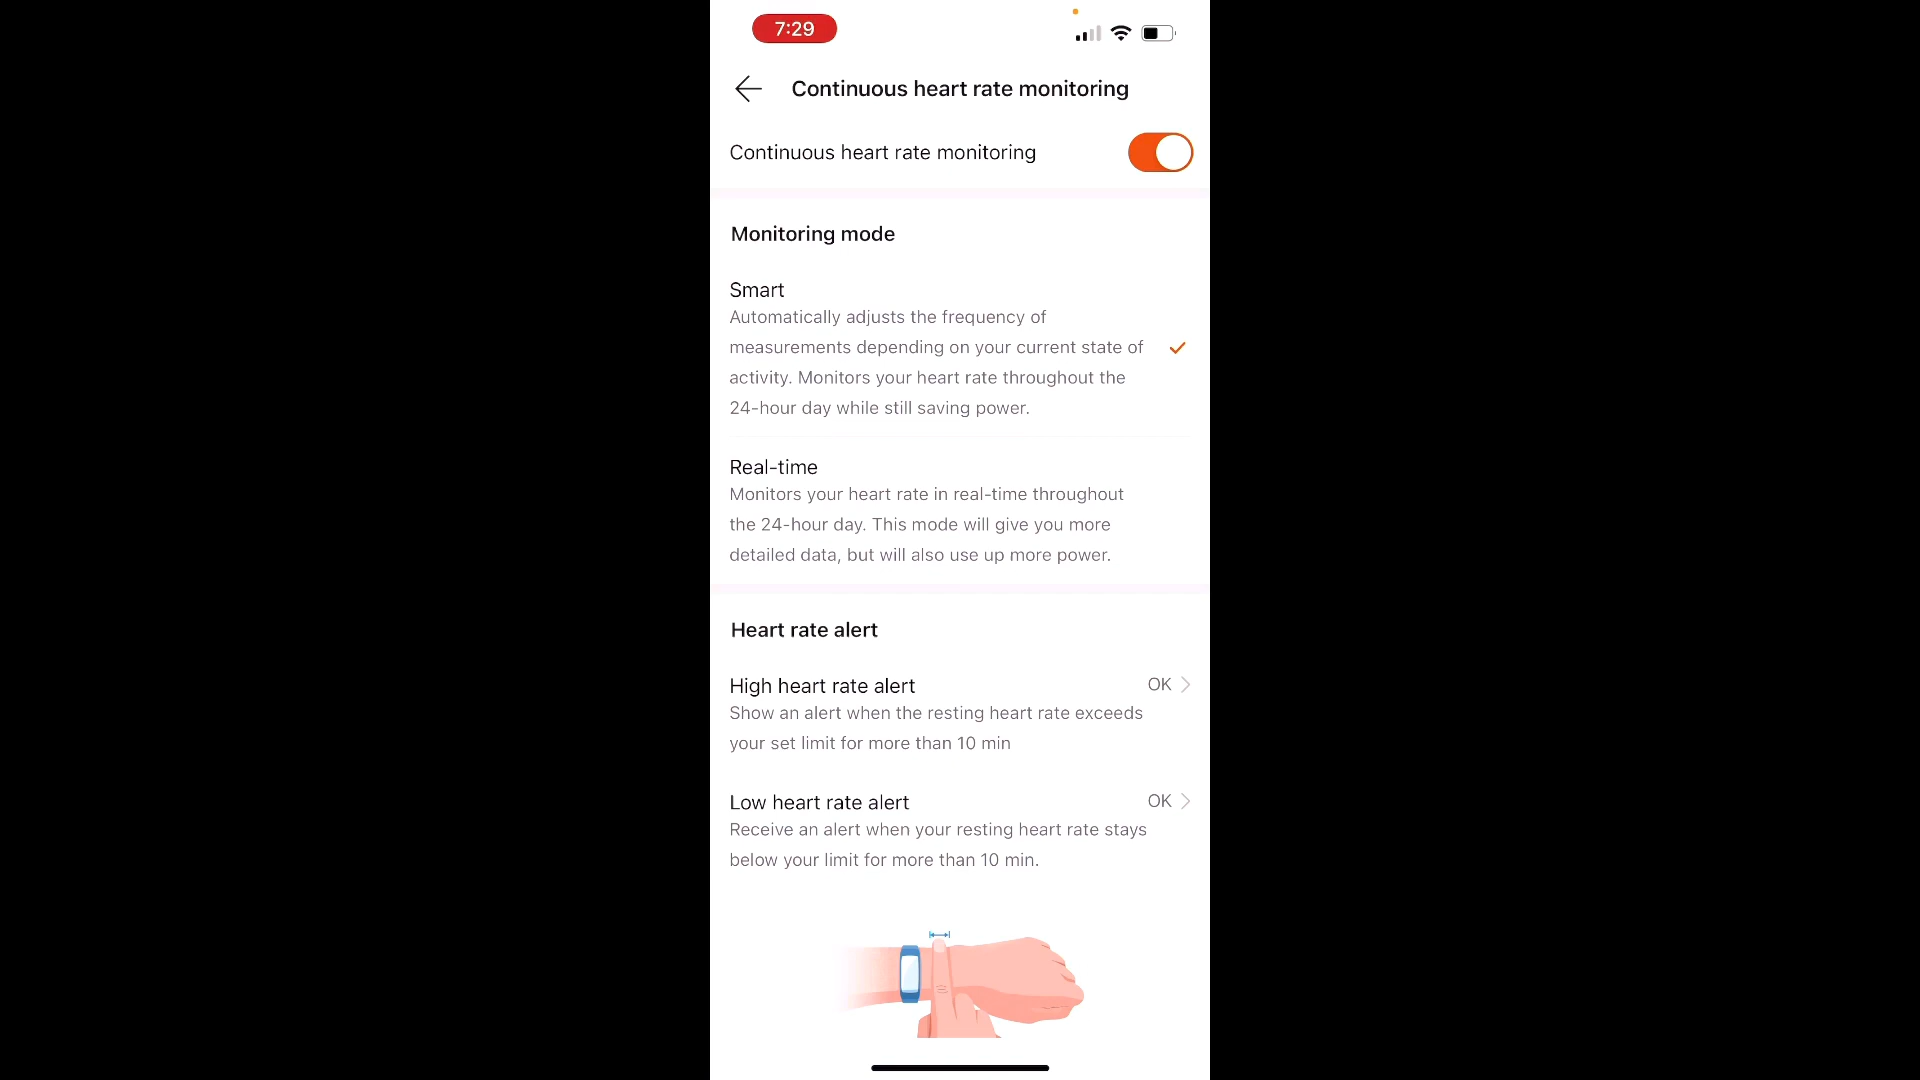 7:29
Continuous heart rate monitoring
Continuous heart rate monitoring
Monitoring mode
Smart
Automatically adjusts the frequency of
measurements depending on your current state of
activity. Monitors your heart rate throughout the
24-hour day while still saving power.
Real-time
Monitors your heart rate in real-time throughout
the 24-hour day. This mode will give you more
detailed data, but will also use up more power.
Heart rate alert
High heart rate alert OK
Show an alert when the resting heart rate exceeds
your set limit for more than 10 min
Low heart rate alert OK
Receive an alert when your resting heart rate stays
below your limit for more than 10 min.